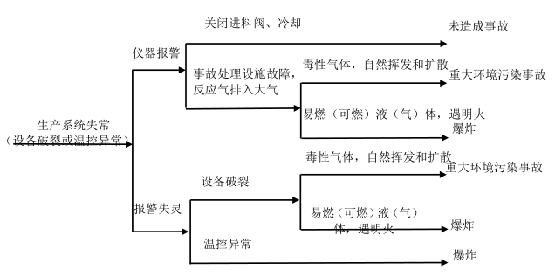 关闭进料阀、冷却
未造成事故
仪器报警
事故处理设施故障，
反应气排入大气
毒性气体，自然挥发和扩散
重大环境污染事故
易燃（可燃）液（气）体，遇明火
爆炸
生产系统失常
（设备破裂或温控异常）
毒性气体，自然挥发和扩散
重大环境污染事故
设备破裂
报警失灵
易燃（可燃）液（气）
体，遇明火
爆炸
温控异常
爆炸